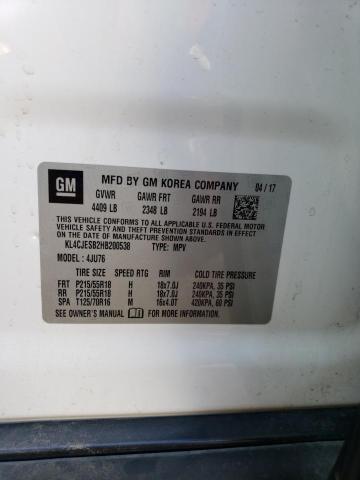 GM
MFD BY GM KOREA COMPANY 04 / 17
GVWR GAWR FRT GAWR RR
4409 LB 2348 LB 2194 LB
THIS VEHICLE CONFORMS TO ALL APPLICABLE U.S. FEDERAL MOTOR
VEHICLE SAFETY AND THEFT PREVENTION STANDARDS IN EFFECT ON
THE DATE OF MANUFACTURE SHOWN ABOVE.
KL4CJESB2HB200538 TYPE: MPV
MODEL : 4JU76
TIRE SIZE SPEED RTG RIM COLD TIRE PRESSURE
FRT P215/55R18 H 18x7.0J 240KPA, 35 PSI
RR P215/55R18 H 18x7.0J 240KPA, 35 PSI
SPA T125/70R16 M 16x4.0T 420KPA, 60 PSI
SEE OWNER'S MANUAL FOR ADDITIONAL INFORMATION.